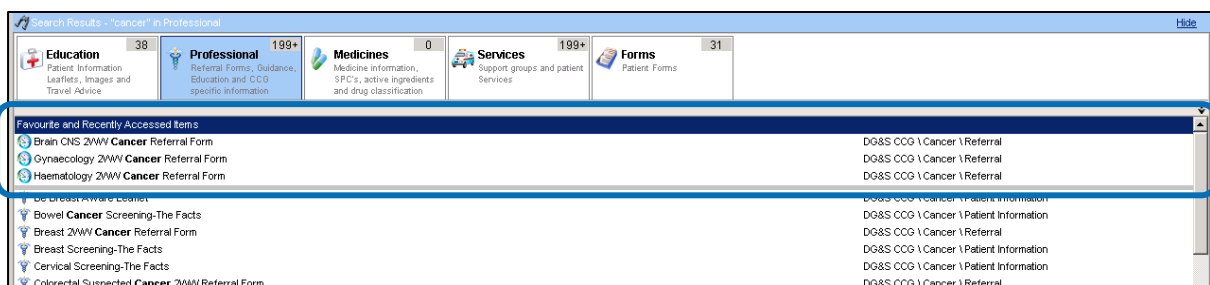 Search Results - "cancer" in Professional
Hide
Education 38
Patient Information
Leaflets, Images and
Travel Advice
Professional 199+
Referral Forms, Guidance,
Education and CCG
specific information
Medicines 0
Medicine information,
SPC's, active ingredients
and drug classification
Services 199+
Support groups and patient
Services
Forms 31
Patient Forms
Favourite and Recently Accessed Items
Brain CNS 2WW Cancer Referral Form DG&S CCG \ Cancer \ Referral
Gynaecology 2WW Cancer Referral Form DG&S CCG \ Cancer \ Referral
Haematology 2WW Cancer Referral Form DG&S CCG \ Cancer \ Referral
Be Breast Aware Leaflet DG&S CCG \ Cancer \ Patient Information
Bowel Cancer Screening-The Facts DG&S CCG \ Cancer \ Patient Information
Breast 2WW Cancer Referral Form DG&S CCG \ Cancer \ Referral
Breast Screening-The Facts DG&S CCG \ Cancer \ Patient Information
Cervical Screening-The Facts DG&S CCG \ Cancer \ Patient Information
Colorectal Suspected Cancer 2WW Referral Form DG&S CCG \ Cancer \ Referral